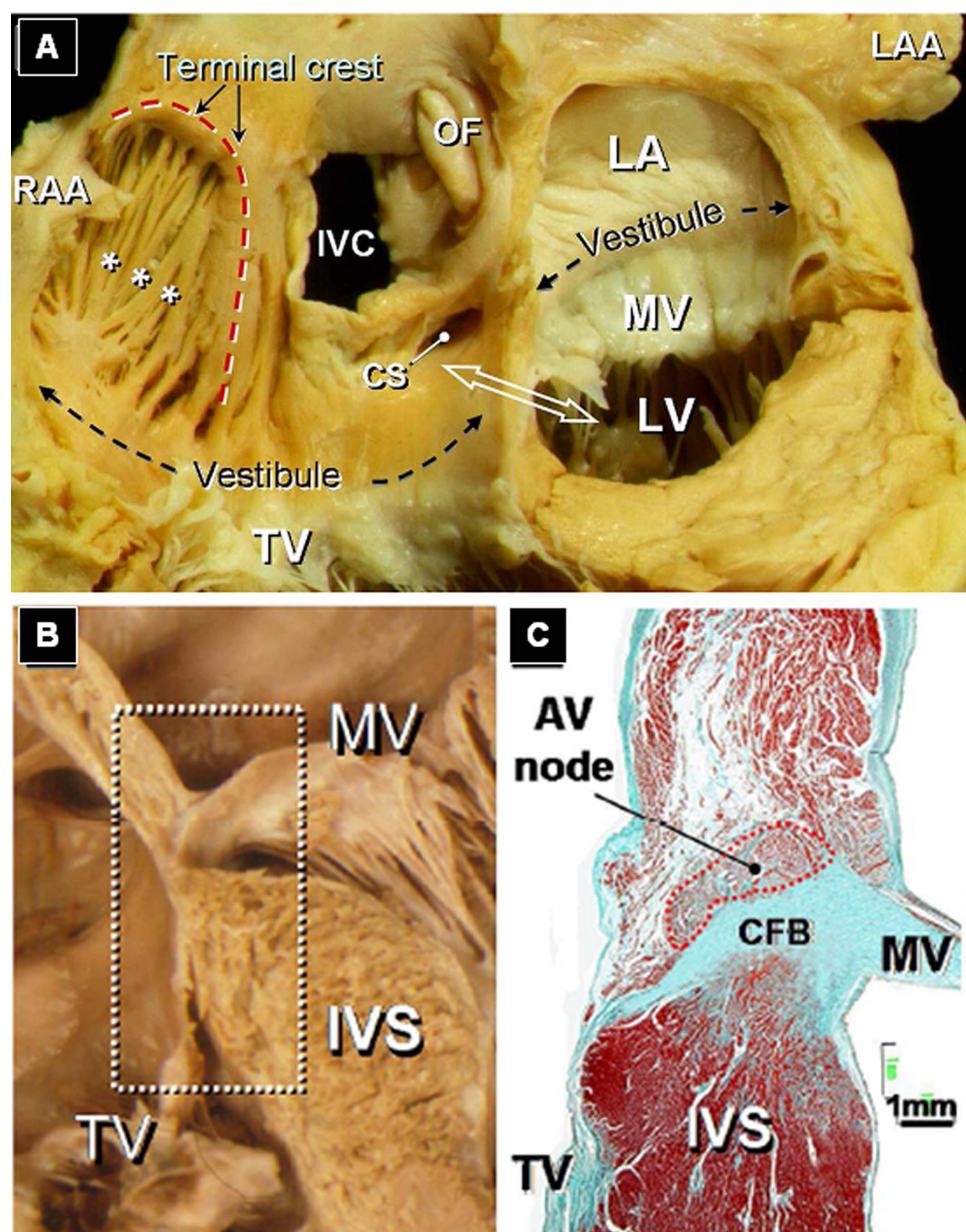 A
Terminal crest
LAA
OF
LA
RAA
IVC
Vestibule
* * *
MV
CS
LV
Vestibule
TV
B
MV
IVS
TV
C
AV
node
CFB
MV
1mm
IVS
TV